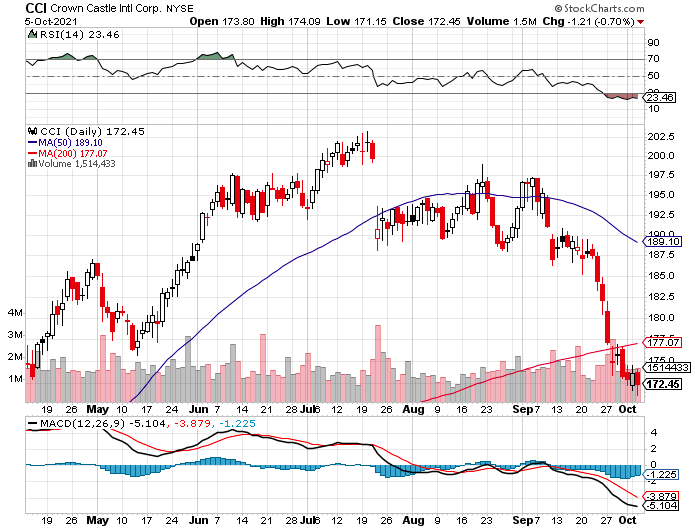 CCI Crown Castle Intl Corp. NYSE © StockCharts.com
5-Oct-2021 Open 173.80 High 174.09 Low 171.15 Close 172.45 Volume 1.5M Chg -1.21 (-0.70%)
RSI(14) 23.46
90
70
50
30
23.46
10
CCI (Daily) 172.45
MA(50) 189.10
MA(200) 177.07
Volume 1,514,433
202.5
200.0
197.5
195.0
192.5
190.0
189.10
187.5
185.0
182.5
180.0
177.07
175.0
1514433
172.45
4M
3M
2M
1M
19 26 May 10 17 24 Jun 7 14 21 28 Jul 6 12 19 26 Aug 9 16 23 Sep 7 13 20 27 Oct
MACD(12,26,9) -5.104, -3.879, -1.225
4
2
0
-1.225
-3.879
-5.104
19 26 May 10 17 24 Jun 7 14 21 28 Jul 6 12 19 26 Aug 9 16 23 Sep 7 13 20 27 Oct